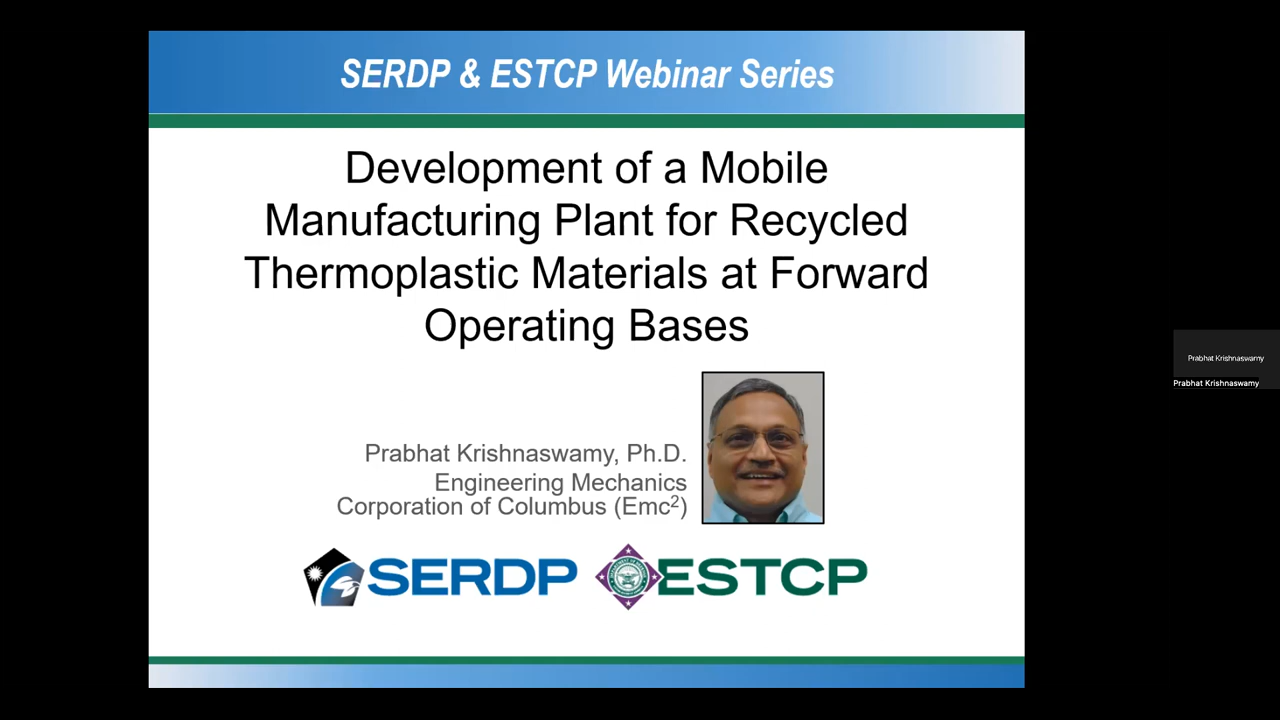 SERDP & ESTCP Webinar Series
Development of a Mobile
Manufacturing Plant for Recycled
Thermoplastic Materials at Forward
Operating Bases
Prabhat Krishnaswamy, Ph.D.
Engineering Mechanics
Corporation of Columbus (Emc²)
SERDP
ESTCP
Prabhat Krishnaswamy
Prabhat Krishnaswamy